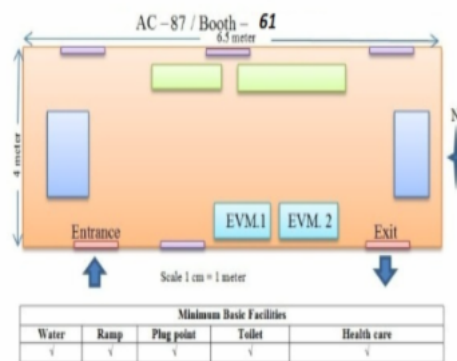 AC – 87 / Booth – 61
6.5 meter
4 meter
N
EVM.1 EVM. 2
Entrance Exit
Scale 1 cm = 1 meter
Minimum Basic Facilities
Water Ramp Plug point Toilet Health care
√ √ √ √ √